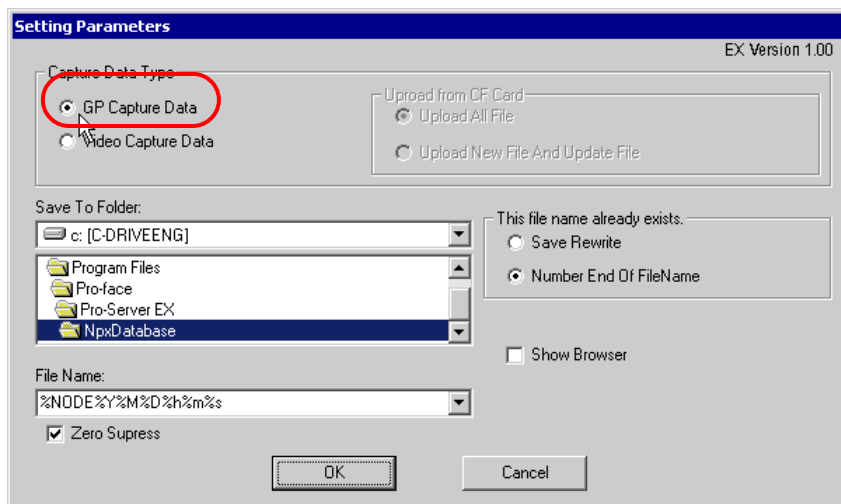 Setting Parameters
EX Version 1.00
Capture Data Type
GP Capture Data
Video Capture Data
Uproad from CF Card
Upload All File
Upload New File And Update File
Save To Folder:
c: [C-DRIVEENG]
Program Files
Pro-face
Pro-Server EX
NpxDatabase
This file name already exists.
Save Rewrite
Number End Of FileName
Show Browser
File Name:
%NODE%Y%M%D%h%m%s
Zero Supress
OK
Cancel